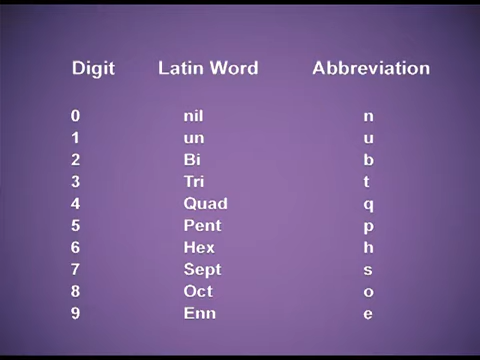 Digit Latin Word Abbreviation
0 nil n
1 un u
2 Bi b
3 Tri t
4 Quad q
5 Pent p
6 Hex h
7 Sept s
8 Oct o
9 Enn e